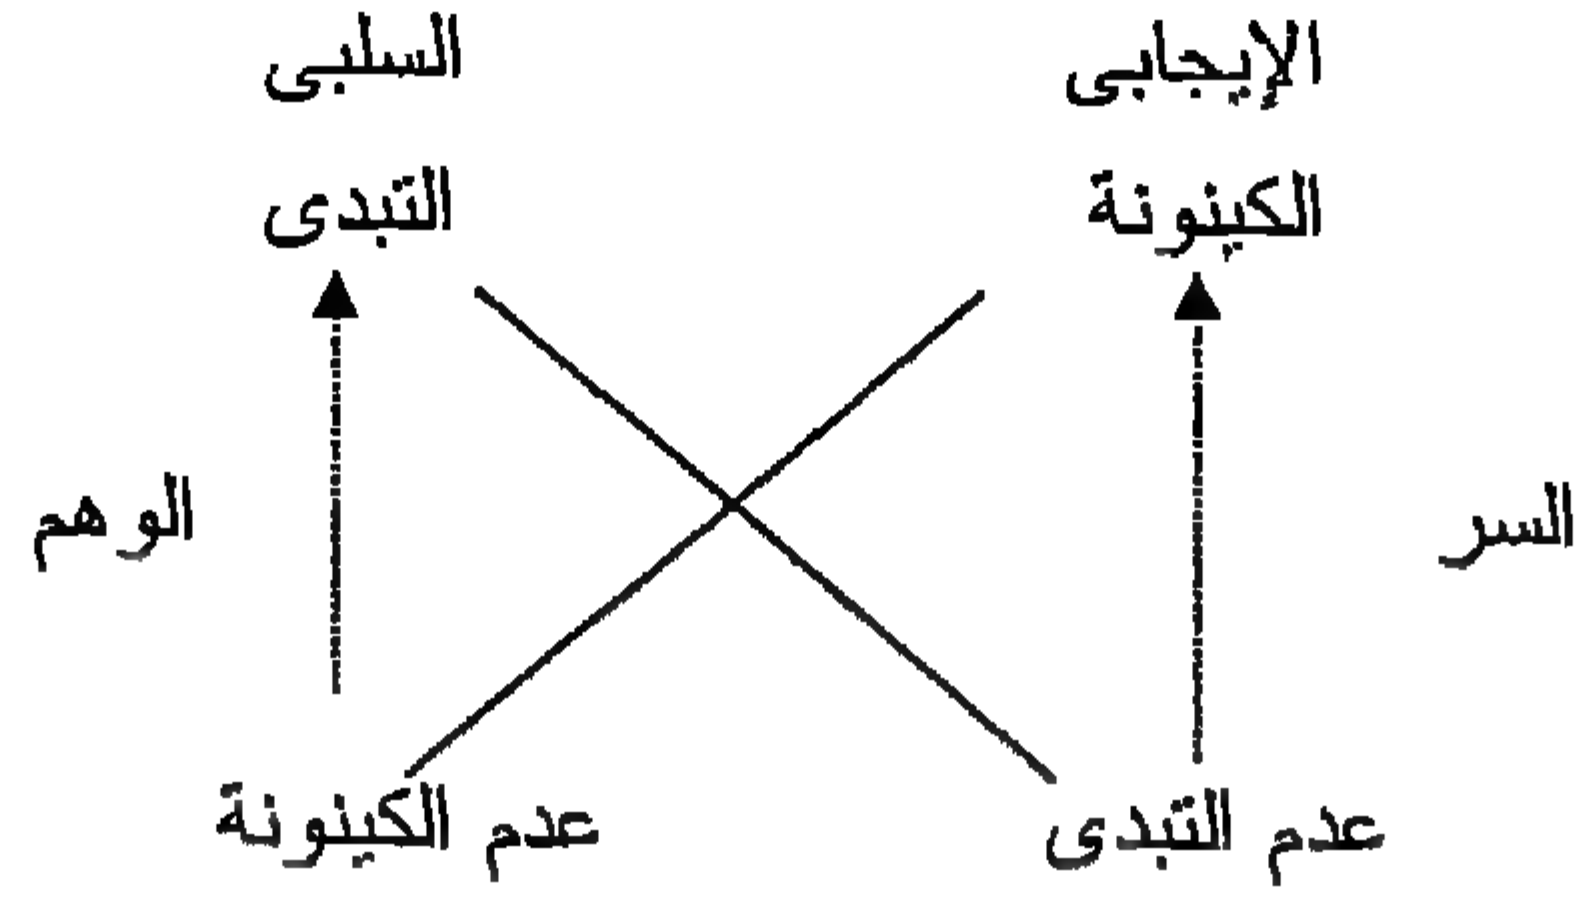 الإيجابى
السلبى
الكينونة
التبدى
السر
الوهم
عدم التبدى
عدم الكينونة